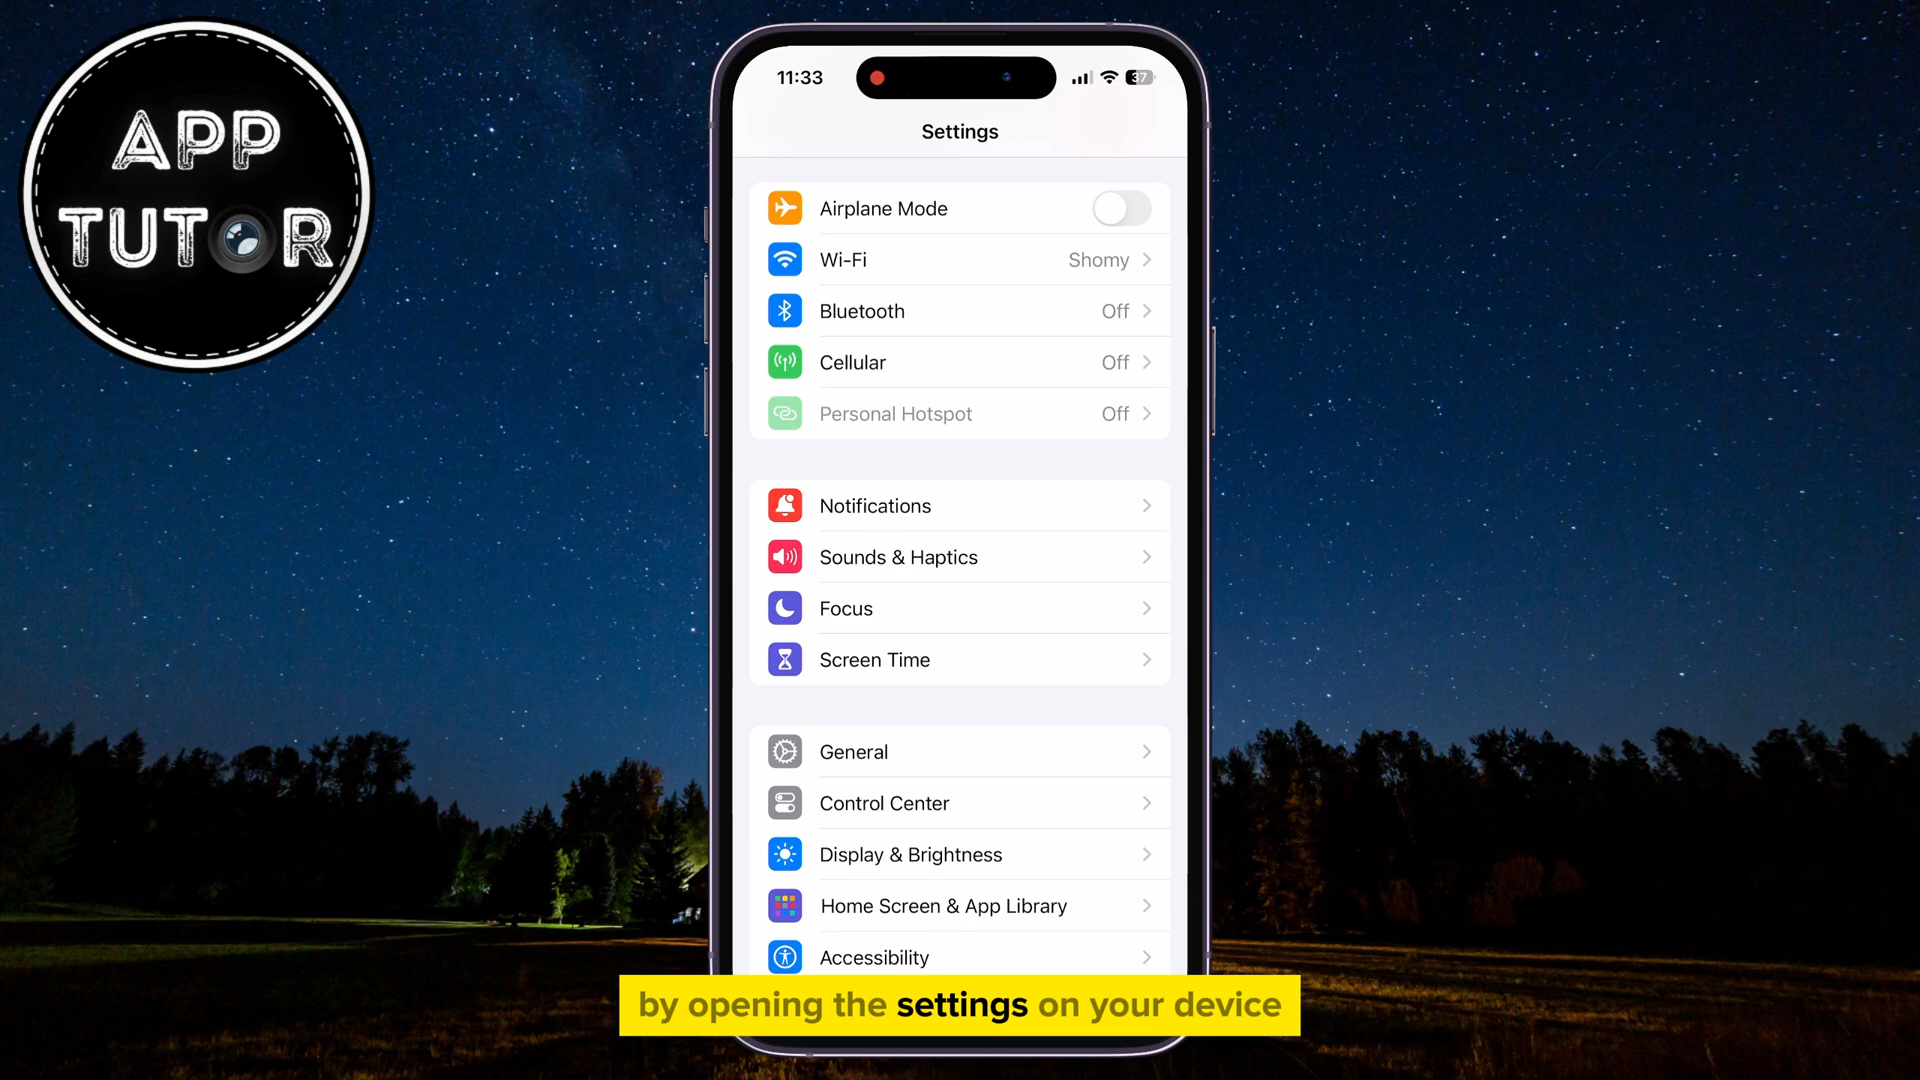 APP
TUTOR
11:33
37
Settings
Airplane Mode
Wi-Fi Shomy
Bluetooth Off
Cellular Off
Personal Hotspot Off
Notifications
Sounds & Haptics
Focus
Screen Time
General
Control Center
Display & Brightness
Home Screen & App Library
Accessibility
by opening the settings on your device